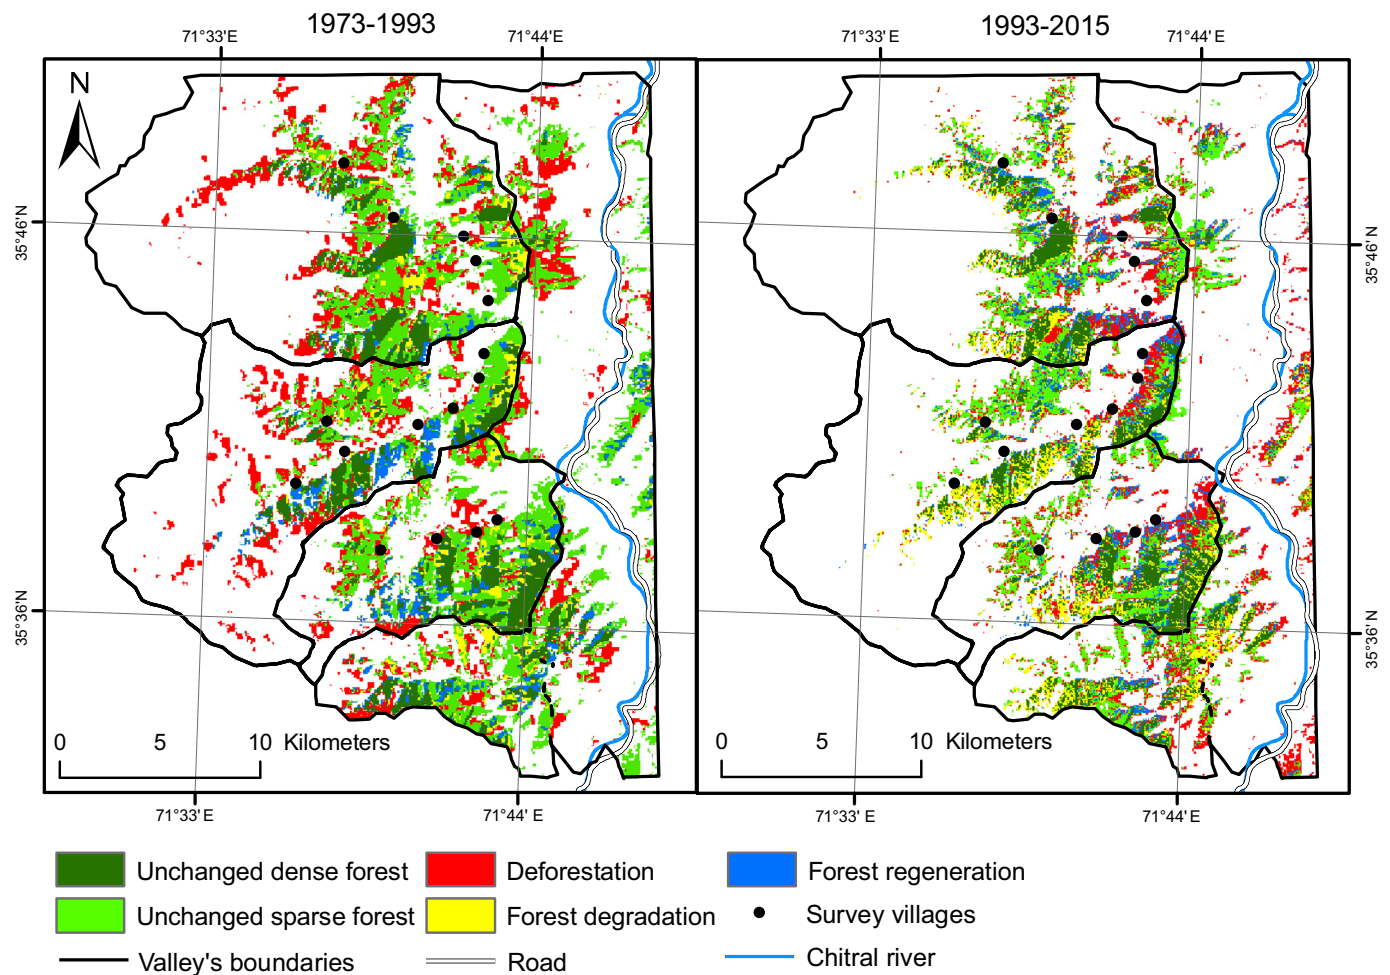 1973-1993
1993-2015
71°33' E
71°44' E
71°33' E
71°44' E
N
35°46'N
35°46'N
35°36'N
35°36'N
0 5 10 Kilometers
0 5 10 Kilometers
71°33' E
71°44' E
71°33' E
71°44' E
Unchanged dense forest
Deforestation
Forest regeneration
Unchanged sparse forest
Forest degradation
Survey villages
Valley's boundaries
Road
Chitral river